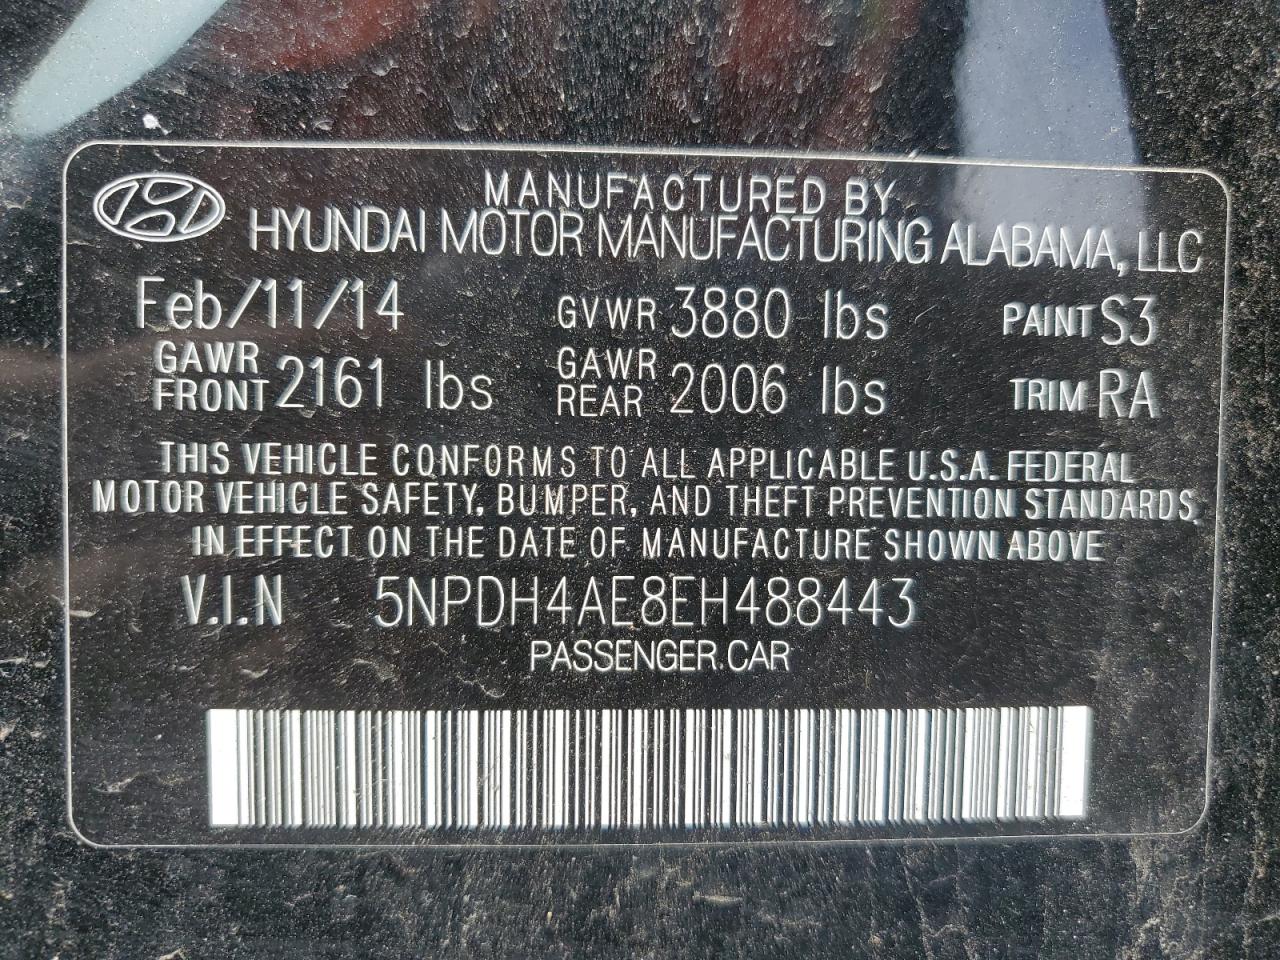 MANUFACTURED BY
HYUNDAI MOTOR MANUFACTURING ALABAMA, LLC
Feb/11/14 GVWR 3880 lbs PAINT S3
GAWR FRONT 2161 lbs GAWR REAR 2006 lbs TRIM RA
THIS VEHICLE CONFORMS TO ALL APPLICABLE U.S.A. FEDERAL
MOTOR VEHICLE SAFETY, BUMPER, AND THEFT PREVENTION STANDARDS
IN EFFECT ON THE DATE OF MANUFACTURE SHOWN ABOVE
V.I.N 5NPDH4AE8EH488443
PASSENGER CAR